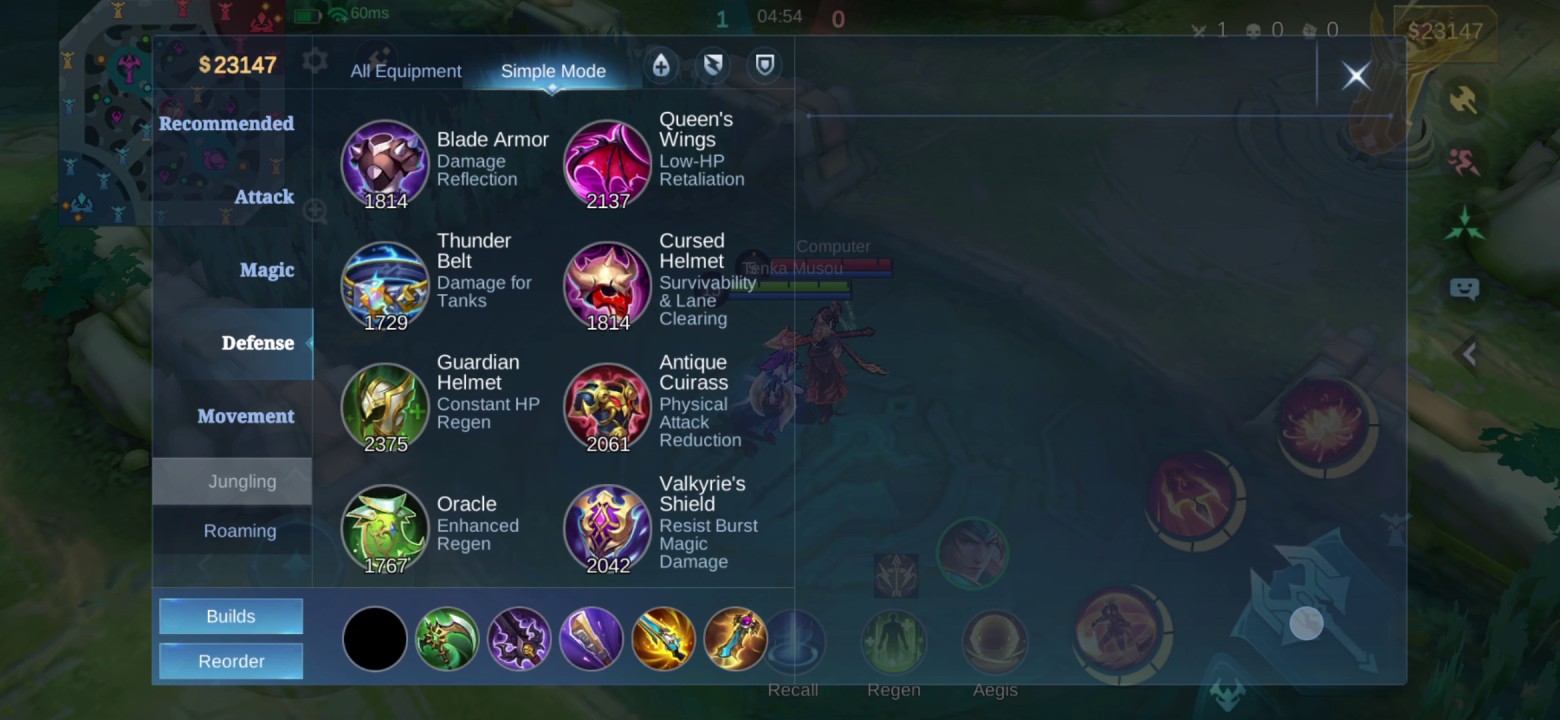 60ms
1
04:54
0
1
0
0
$23147
$23147
All Equipment
Simple Mode
Recommended
Attack
Magic
Defense
Movement
Jungling
Roaming
Blade Armor
Damage
Reflection
1814
Queen's
Wings
Low-HP
Retaliation
2137
Thunder
Belt
Damage for
Tanks
1729
Cursed
Helmet
Survivability
& Lane
Clearing
1814
Guardian
Helmet
Constant HP
Regen
2375
Antique
Cuirass
Physical
Attack
Reduction
2061
Oracle
Enhanced
Regen
1767
Valkyrie's
Shield
Resist Burst
Magic
Damage
2042
Computer
Tenka Musou
Builds
Reorder
Recall
Regen
Aegis